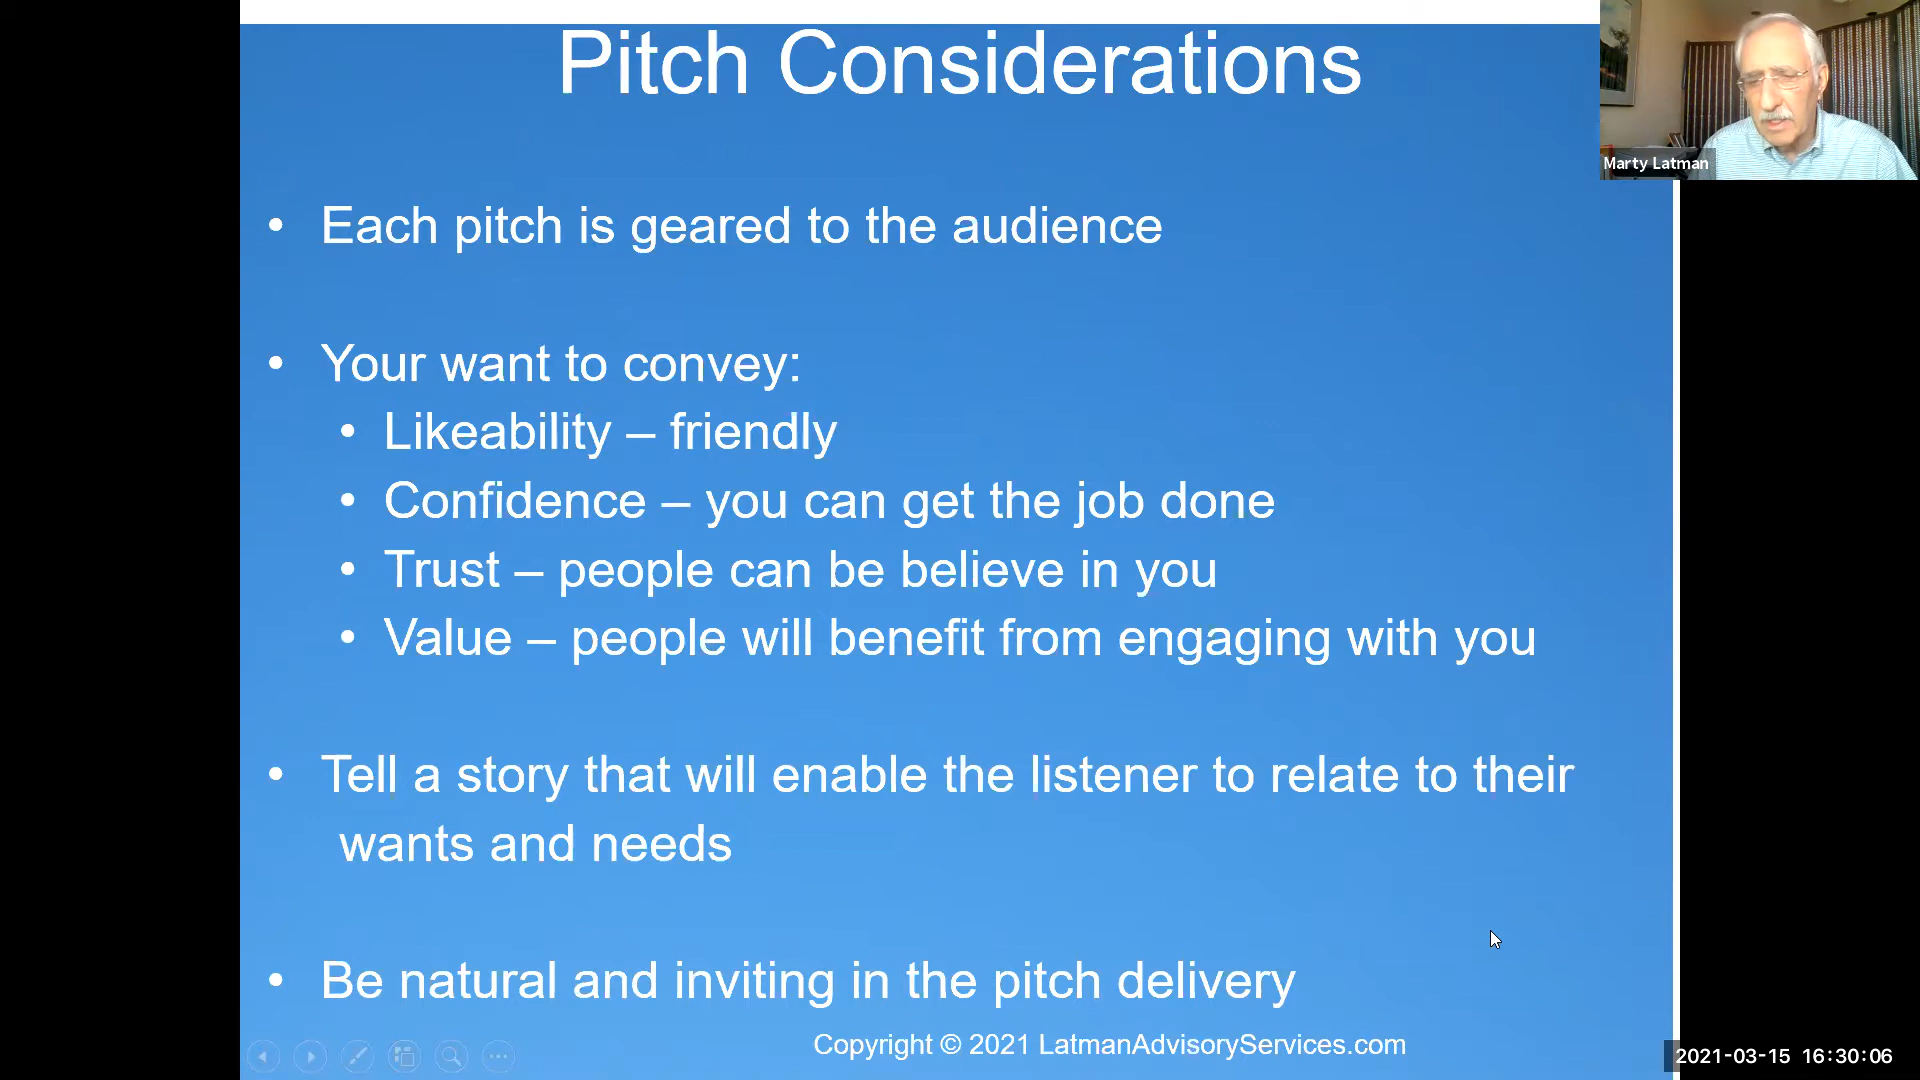 Pitch Considerations
Marty Latman
• Each pitch is geared to the audience
• Your want to convey:
• Likeability – friendly
• Confidence – you can get the job done
• Trust – people can be believe in you
• Value – people will benefit from engaging with you
• Tell a story that will enable the listener to relate to their
wants and needs
• Be natural and inviting in the pitch delivery
Copyright © 2021 LatmanAdvisoryServices.com
2021-03-15 16:30:06